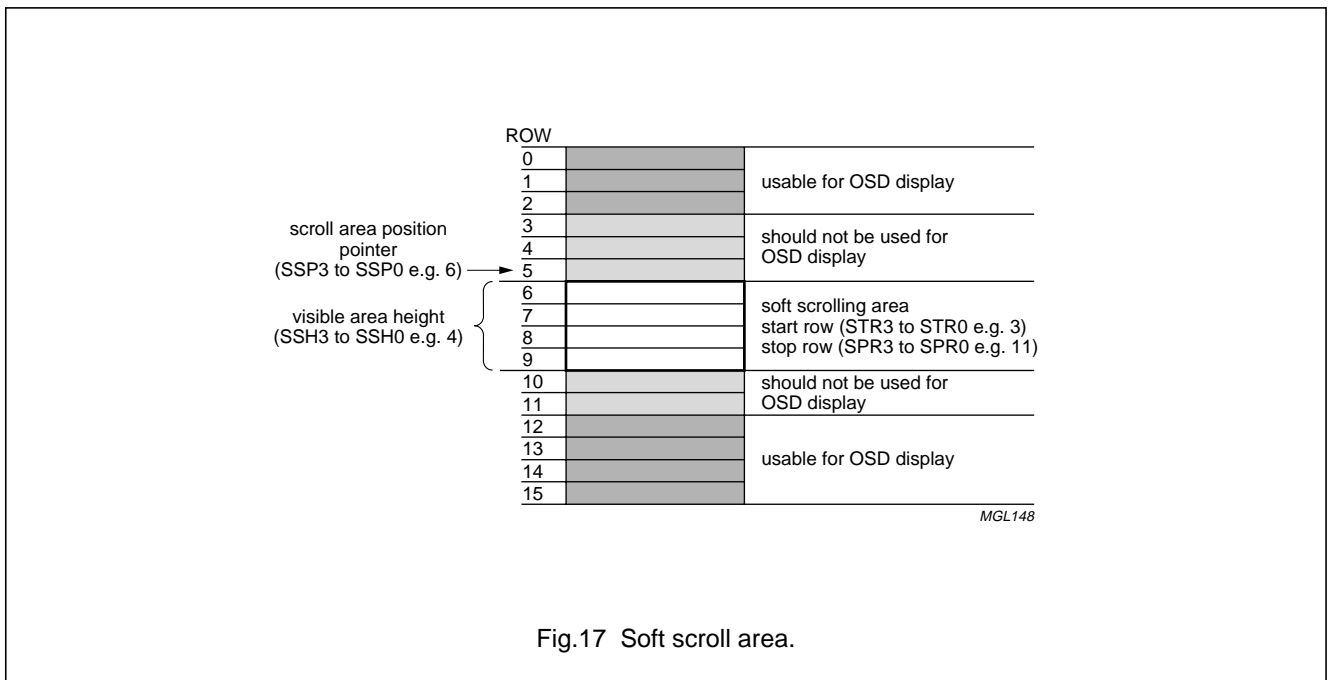 ROW
0
1
usable for OSD display
2
3
should not be used for
OSD display
4
5
scroll area position
pointer
(SSP3 to SSP0 e.g. 6)
6
7
8
9
visible area height
(SSH3 to SSH0 e.g. 4)
soft scrolling area
start row (STR3 to STR0 e.g. 3)
stop row (SPR3 to SPR0 e.g. 11)
10
11
should not be used for
OSD display
12
13
14
15
usable for OSD display
MGL148
Fig.17 Soft scroll area.